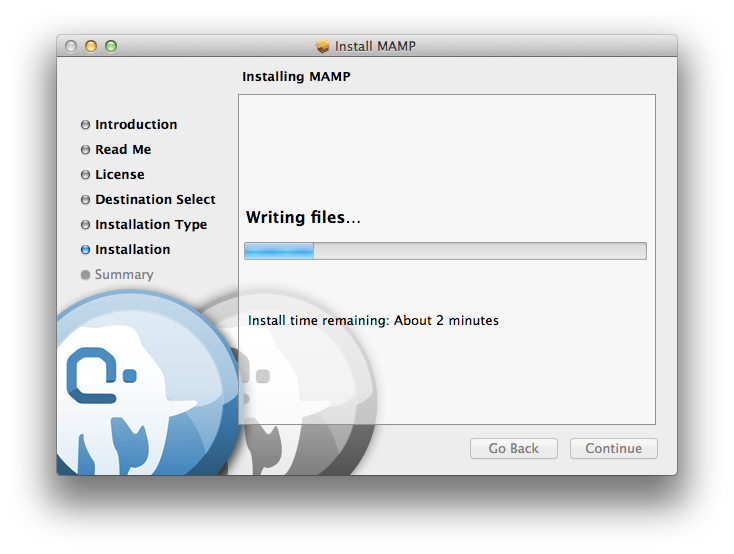 Install MAMP
Installing MAMP
Introduction
Read Me
License
Destination Select
Installation Type
Installation
Summary
Writing files...
Install time remaining: About 2 minutes
Go Back
Continue